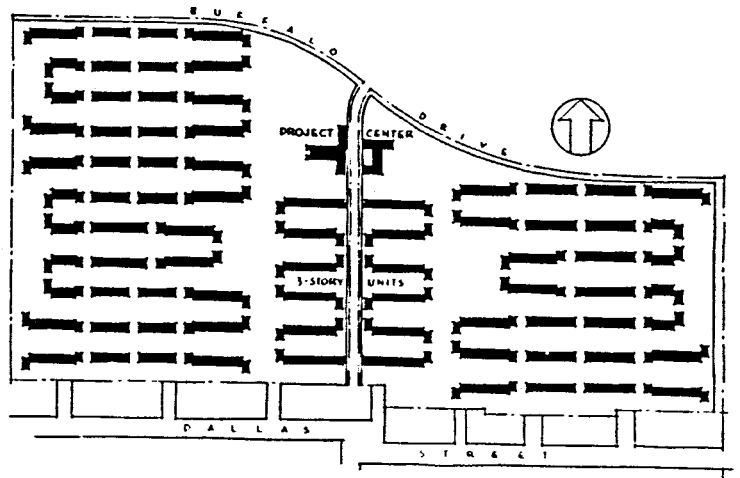 BUFFALO DRIVE
PROJECT CENTER
3-STORY UNITS
DALLAS STREET